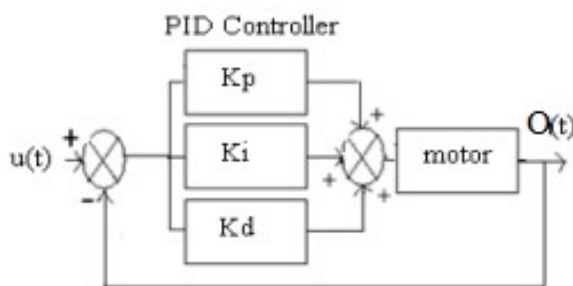 PID Controller
Kp
+
O(t)
+
u(t)
Ki
motor
+
-
+
Kd